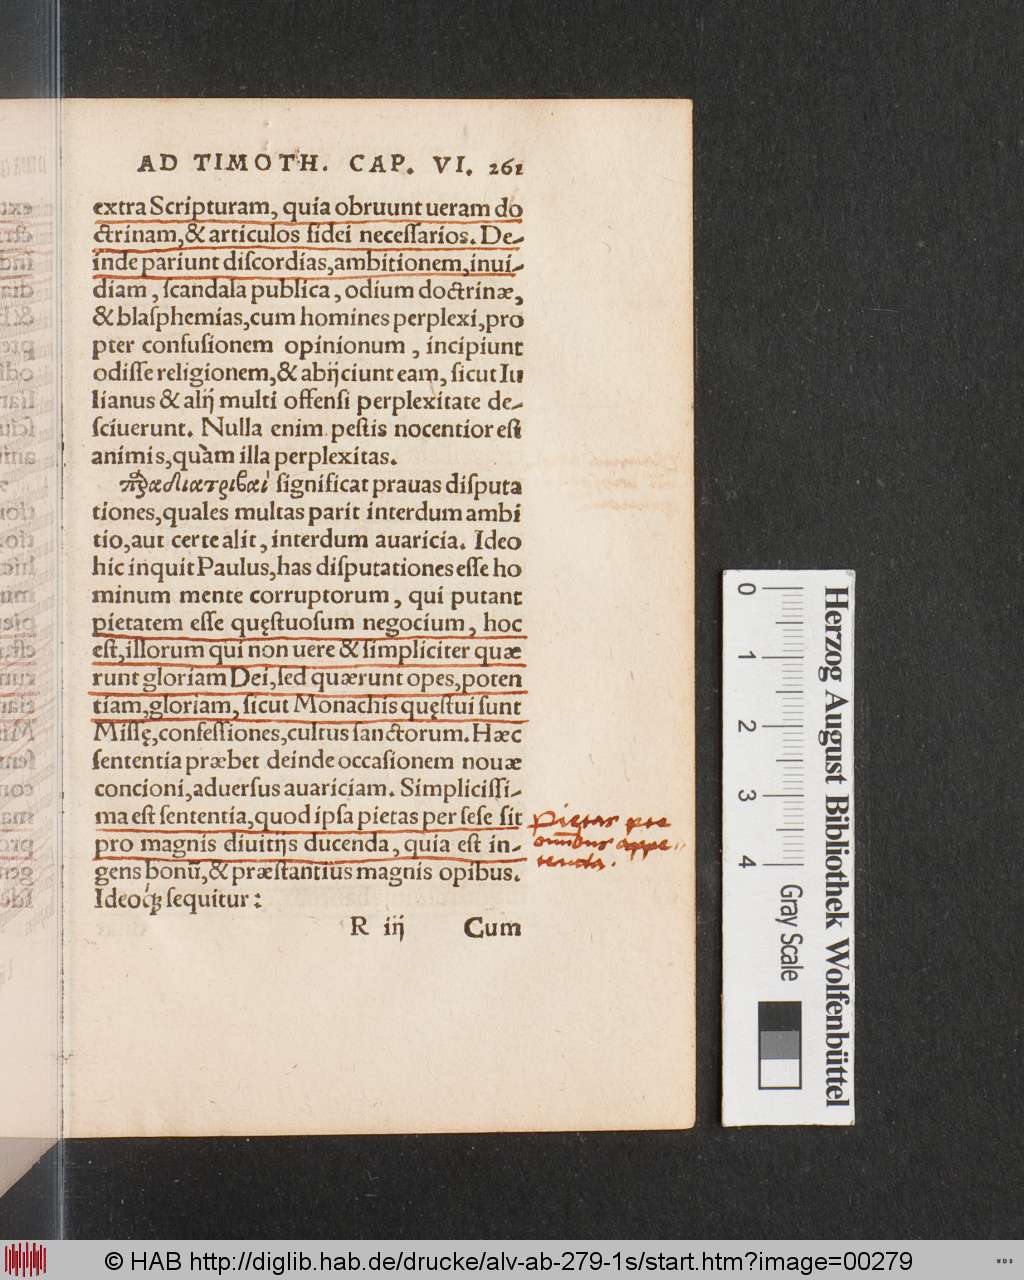 AD TIMOTH. CAP. VI. 261
extra Scripturam, quia obruunt ueram do
ctrinam, & articulos fidei necessarios. De-
inde pariunt discordias, ambitionem, inui-
diam, scandala publica, odium doctrinæ,
& blasphemias, cum homines perplexi, pro
pter confusionem opinionum, incipiunt
odisse religionem, & abijciunt eam, sicut Iu
lianus & alij multi offensi perplexitate de-
sciuerunt. Nulla enim pestis nocentior est
animis, quàm illa perplexitas.
παραδιατριβαὶ significat prauas disputa
tiones, quales multas parit interdum ambi
tio, aut certe alit, interdum auaricia. Ideo
hic inquit Paulus, has disputationes esse ho
minum mente corruptorum, qui putant
pietatem esse quęstuosum negocium, hoc
est, illorum qui non uere & simpliciter quæ
runt gloriam Dei, sed quærunt opes, poten
tiam, gloriam, sicut Monachis quęstui sunt
Missę, confessiones, cultus sanctorum. Hæc
sententia præbet deinde occasionem nouæ
concioni, aduersus auariciam. Simplicissi-
ma est sententia, quod ipsa pietas per sese sit
pro magnis diuitijs ducenda, quia est in-
gens bonū, & præstantius magnis opibus.
Ideoq́ꝫ sequitur:
R iij Cum
Pietas pre
omībus appe-
tenda.
0 1 2 3 4
Gray Scale
Herzog August Bibliothek Wolfenbüttel
© HAB http://diglib.hab.de/drucke/alv-ab-279-1s/start.htm?image=00279